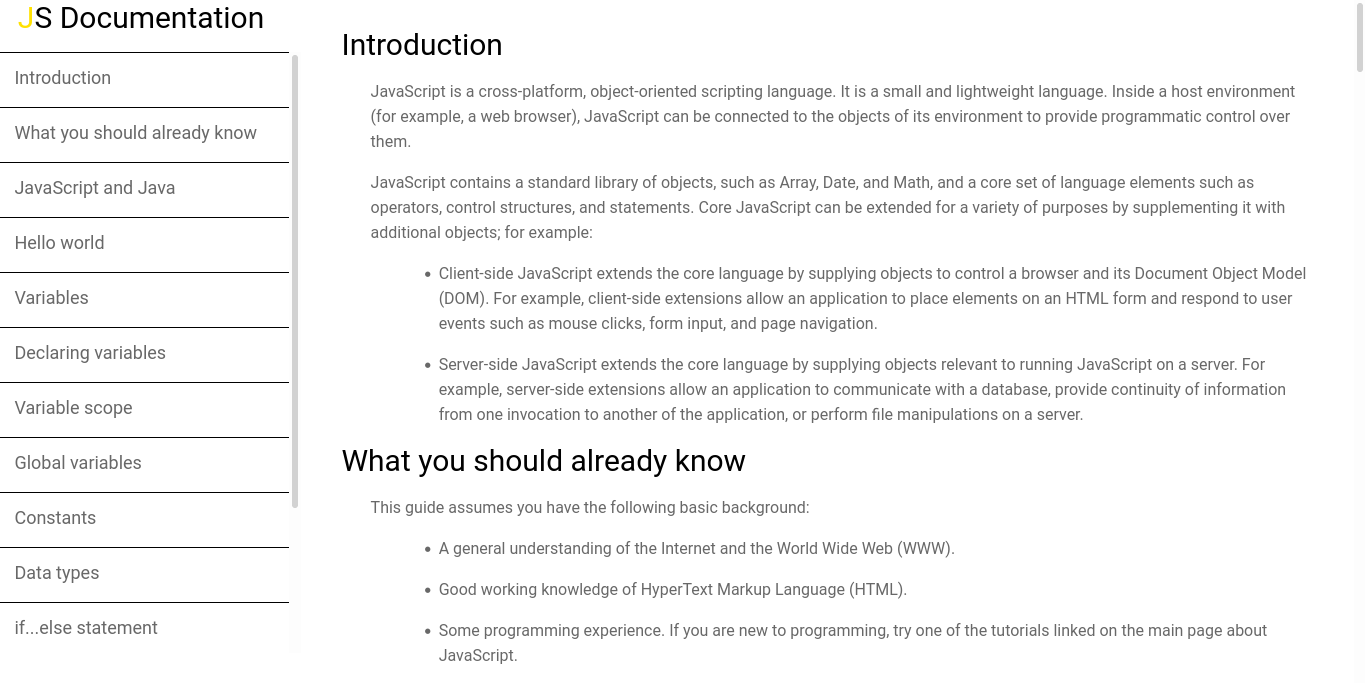 JS Documentation
Introduction
What you should already know
JavaScript and Java
Hello world
Variables
Declaring variables
Variable scope
Global variables
Constants
Data types
if...else statement
Introduction
JavaScript is a cross-platform, object-oriented scripting language. It is a small and lightweight language. Inside a host environment
(for example, a web browser), JavaScript can be connected to the objects of its environment to provide programmatic control over
them.
JavaScript contains a standard library of objects, such as Array, Date, and Math, and a core set of language elements such as
operators, control structures, and statements. Core JavaScript can be extended for a variety of purposes by supplementing it with
additional objects; for example:
• Client-side JavaScript extends the core language by supplying objects to control a browser and its Document Object Model
(DOM). For example, client-side extensions allow an application to place elements on an HTML form and respond to user
events such as mouse clicks, form input, and page navigation.
• Server-side JavaScript extends the core language by supplying objects relevant to running JavaScript on a server. For
example, server-side extensions allow an application to communicate with a database, provide continuity of information
from one invocation to another of the application, or perform file manipulations on a server.
What you should already know
This guide assumes you have the following basic background:
• A general understanding of the Internet and the World Wide Web (WWW).
• Good working knowledge of HyperText Markup Language (HTML).
• Some programming experience. If you are new to programming, try one of the tutorials linked on the main page about
JavaScript.